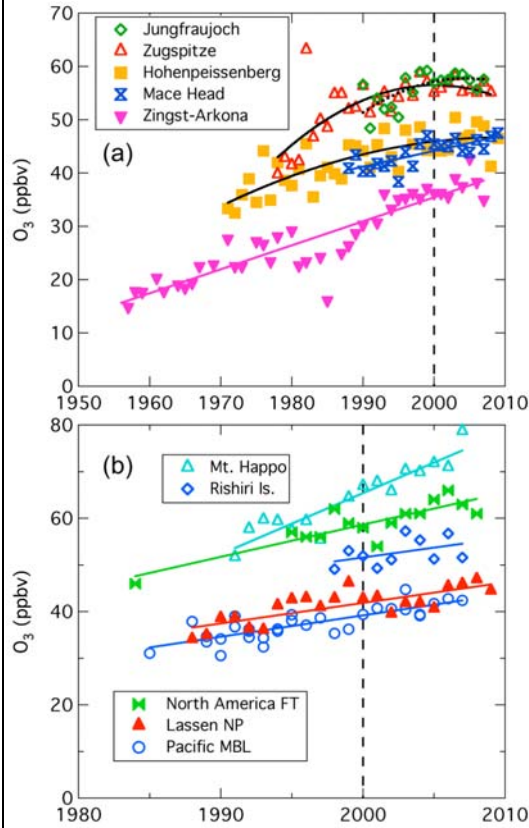 70
60
50
40
30
20
10
0
O₃ (ppbv)
Jungfraujoch
Zugspitze
Hohenpeissenberg
Mace Head
Zingst-Arkona
(a)
1950 1960 1970 1980 1990 2000 2010
80
60
40
20
0
O₃ (ppbv)
(b)
Mt. Happo
Rishiri Is.
North America FT
Lassen NP
Pacific MBL
1980 1990 2000 2010